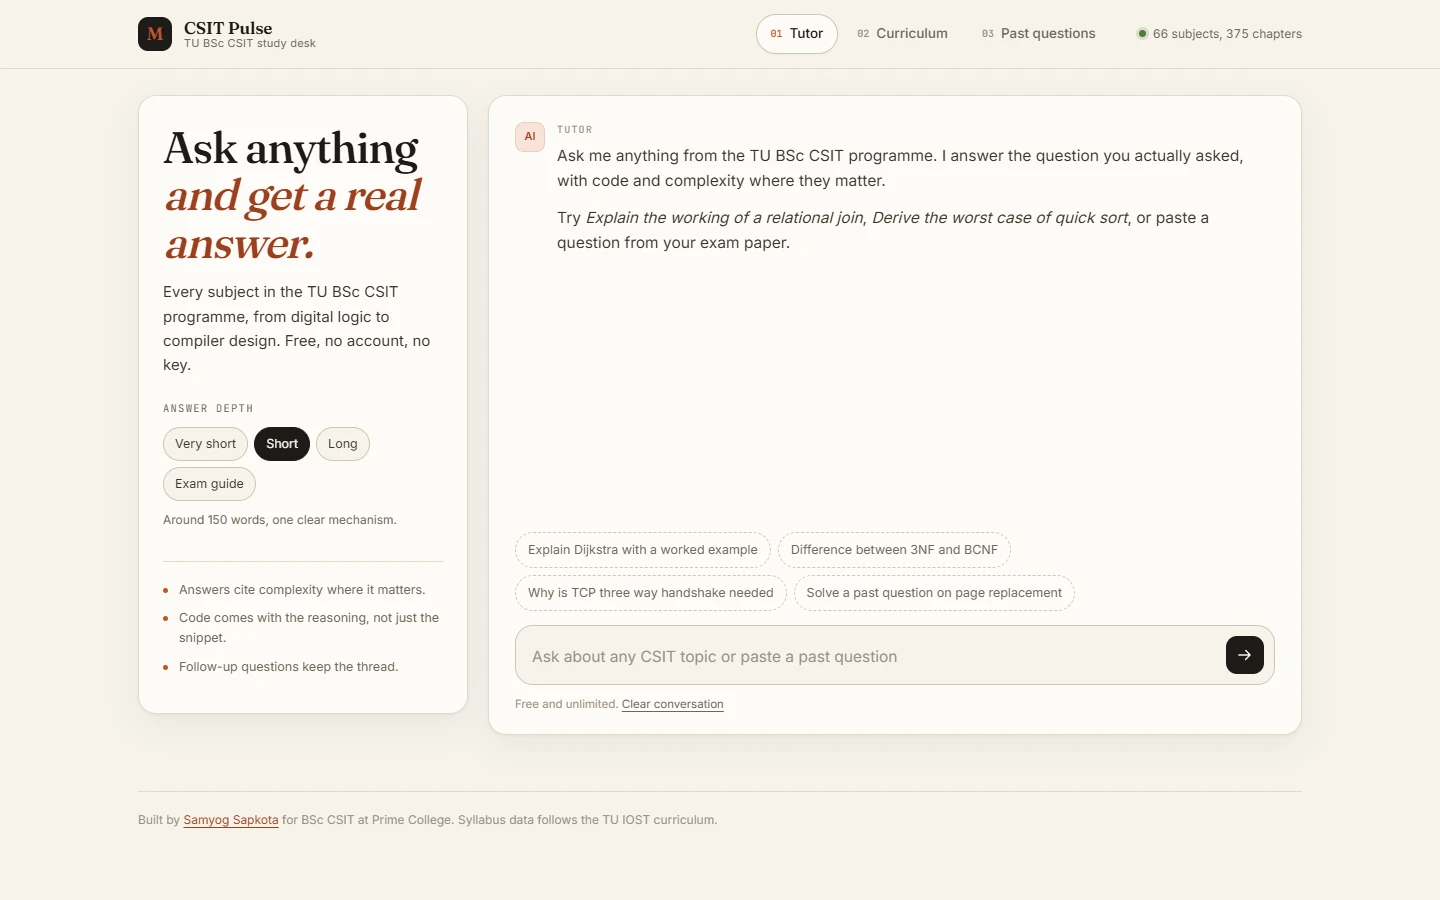 M
CSIT Pulse
TU BSc CSIT study desk
01 Tutor
02 Curriculum
03 Past questions
66 subjects, 375 chapters
Ask anything
and get a real
answer.
Every subject in the TU BSc CSIT
programme, from digital logic to
compiler design. Free, no account, no
key.
ANSWER DEPTH
Very short
Short
Long
Exam guide
Around 150 words, one clear mechanism.
Answers cite complexity where it matters.
Code comes with the reasoning, not just the
snippet.
Follow-up questions keep the thread.
AI
TUTOR
Ask me anything from the TU BSc CSIT programme. I answer the question you actually asked,
with code and complexity where they matter.
Try Explain the working of a relational join, Derive the worst case of quick sort, or paste a
question from your exam paper.
Explain Dijkstra with a worked example
Difference between 3NF and BCNF
Why is TCP three way handshake needed
Solve a past question on page replacement
Ask about any CSIT topic or paste a past question
Free and unlimited. Clear conversation
Built by Samyog Sapkota for BSc CSIT at Prime College. Syllabus data follows the TU IOST curriculum.